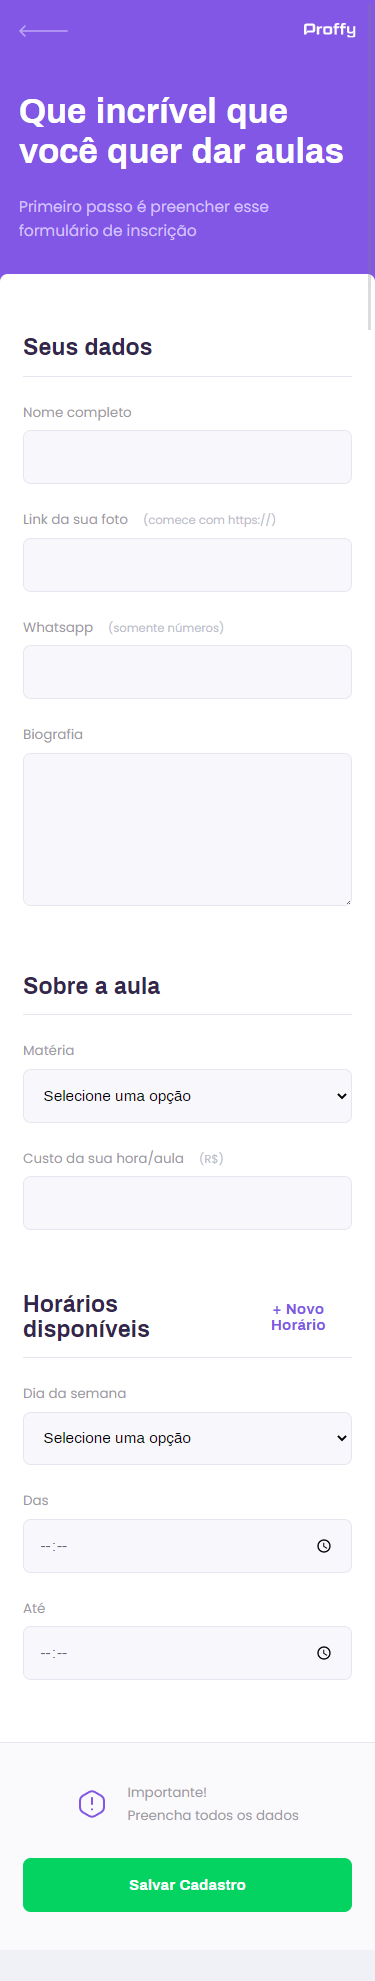 Proffy
Que incrível que
você quer dar aulas
Primeiro passo é preencher esse
formulário de inscrição
Seus dados
Nome completo
Link da sua foto (comece com https://)
Whatsapp (somente números)
Biografia
Sobre a aula
Matéria
Selecione uma opção
Custo da sua hora/aula (R$)
Horários
disponíveis
+ Novo
Horário
Dia da semana
Selecione uma opção
Das
--:--
Até
--:--
Importante!
Preencha todos os dados
Salvar Cadastro